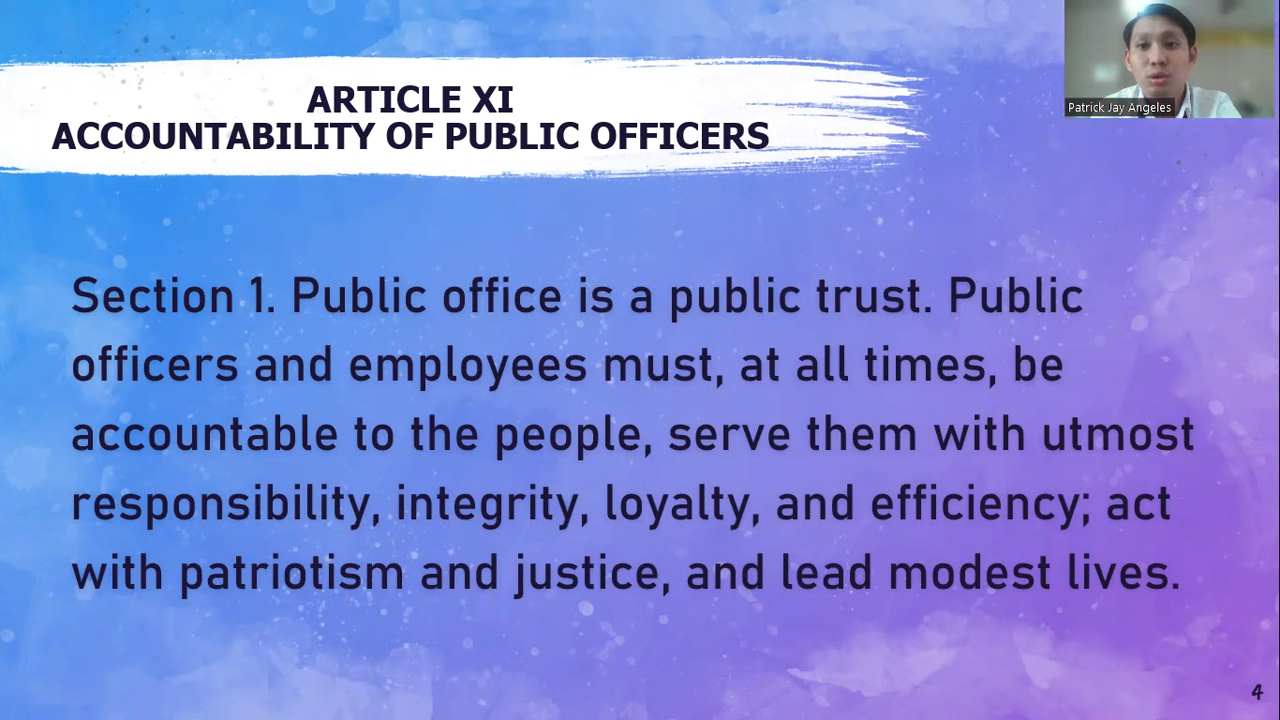 ARTICLE XI
ACCOUNTABILITY OF PUBLIC OFFICERS
Patrick Jay Angeles
Section 1. Public office is a public trust. Public
officers and employees must, at all times, be
accountable to the people, serve them with utmost
responsibility, integrity, loyalty, and efficiency; act
with patriotism and justice, and lead modest lives.
4